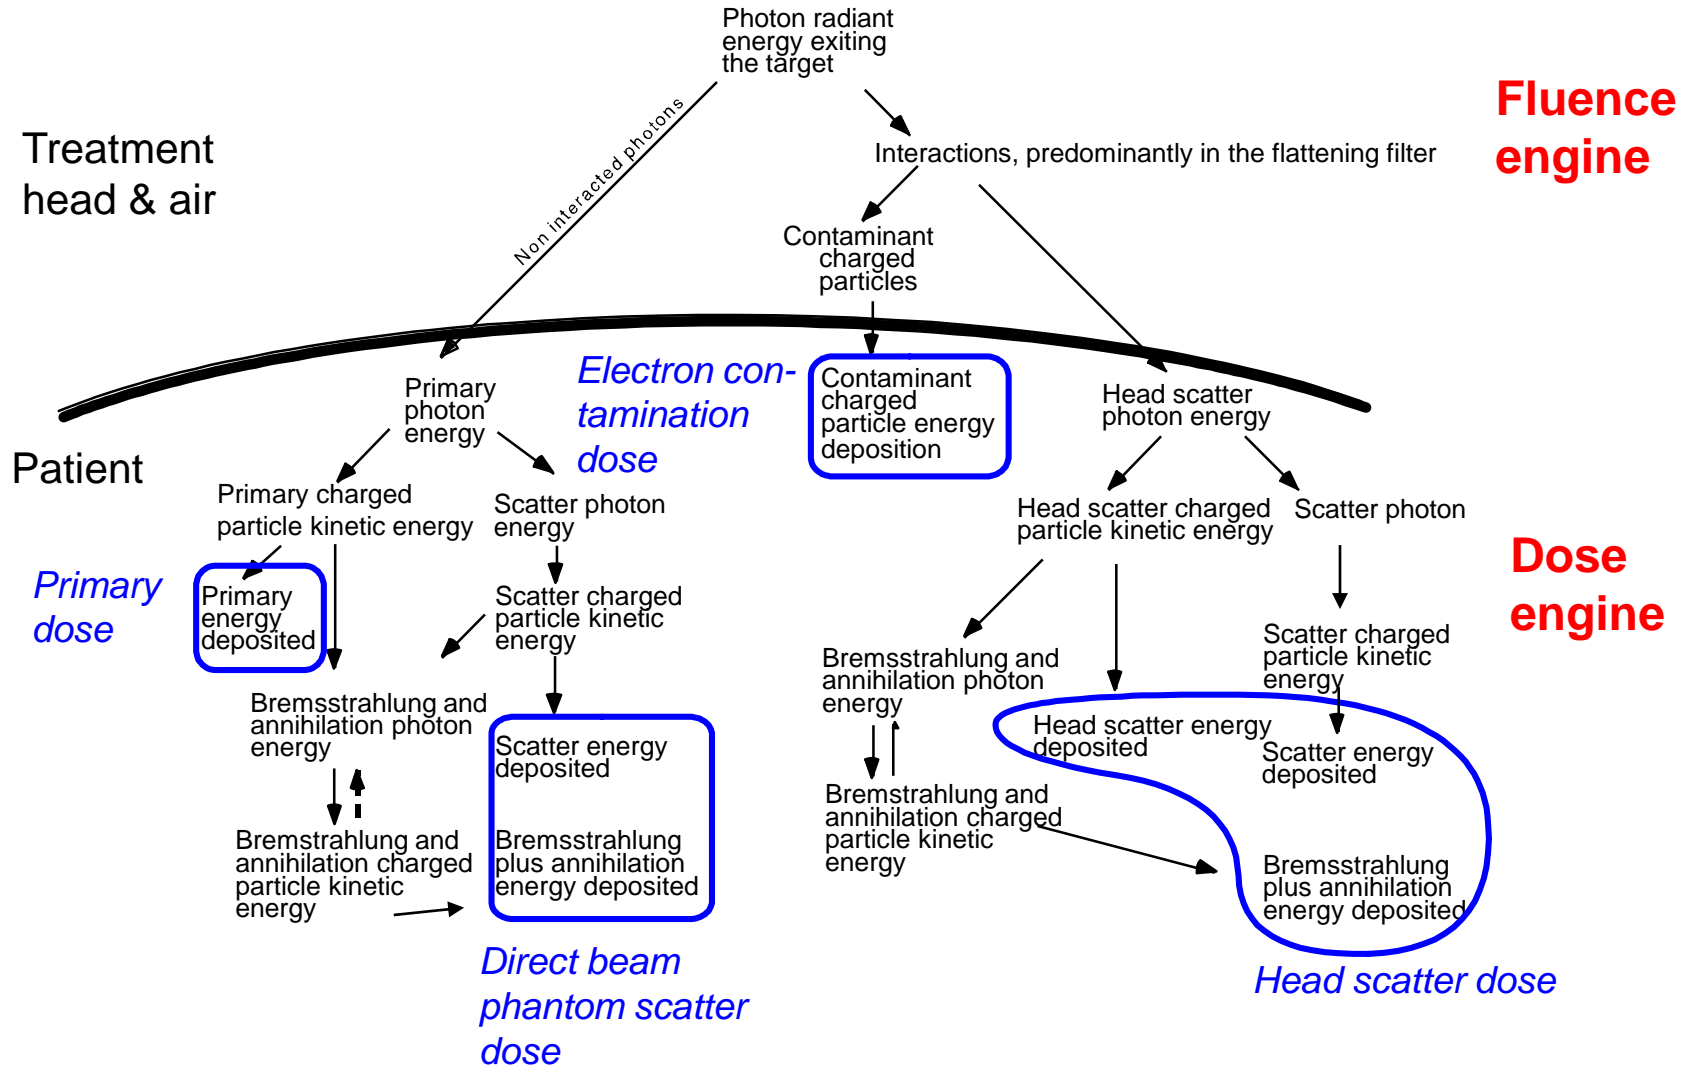 Photon radiant
energy exiting
the target
Fluence
engine
Treatment
head & air
Non interacted photons
Interactions, predominantly in the flattening filter
Contaminant
charged
particles
Patient
Primary
photon
energy
Electron con-
tamination
dose
Contaminant
charged
particle energy
deposition
Head scatter
photon energy
Primary charged
particle kinetic energy
Scatter photon
energy
Head scatter charged
particle kinetic energy
Scatter photon
Dose
engine
Primary
dose
Primary
energy
deposited
Scatter charged
particle kinetic
energy
Bremsstrahlung and
annihilation photon
energy
Scatter charged
particle kinetic
energy
Bremsstrahlung and
annihilation photon
energy
Scatter energy
deposited
Head scatter energy
deposited
Scatter energy
deposited
Bremstrahlung and
annihilation charged
particle kinetic
energy
Bremsstrahlung
plus annihilation
energy deposited
Bremstrahlung and
annihilation charged
particle kinetic
energy
Bremsstrahlung
plus annihilation
energy deposited
Direct beam
phantom scatter
dose
Head scatter dose